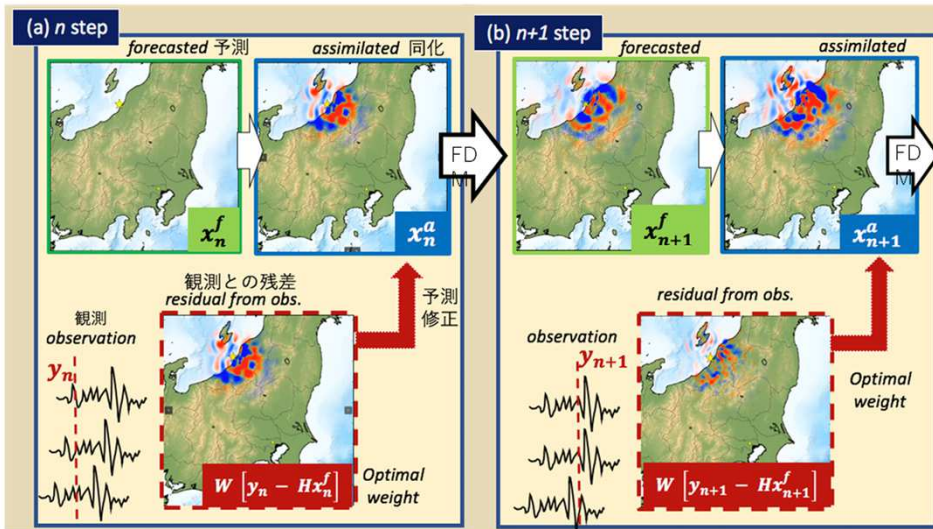 (a) n step
forecasted 予測
assimilated 同化
x_n^f
x_n^a
FD
M
観測との残差
residual from obs.
予測
修正
観測
observation
y_n
W [y_n − Hx_n^f]
Optimal
weight
(b) n+1 step
forecasted
assimilated
x_{n+1}^f
x_{n+1}^a
FD
M
residual from obs.
observation
y_{n+1}
W [y_{n+1} − Hx_{n+1}^f]
Optimal
weight